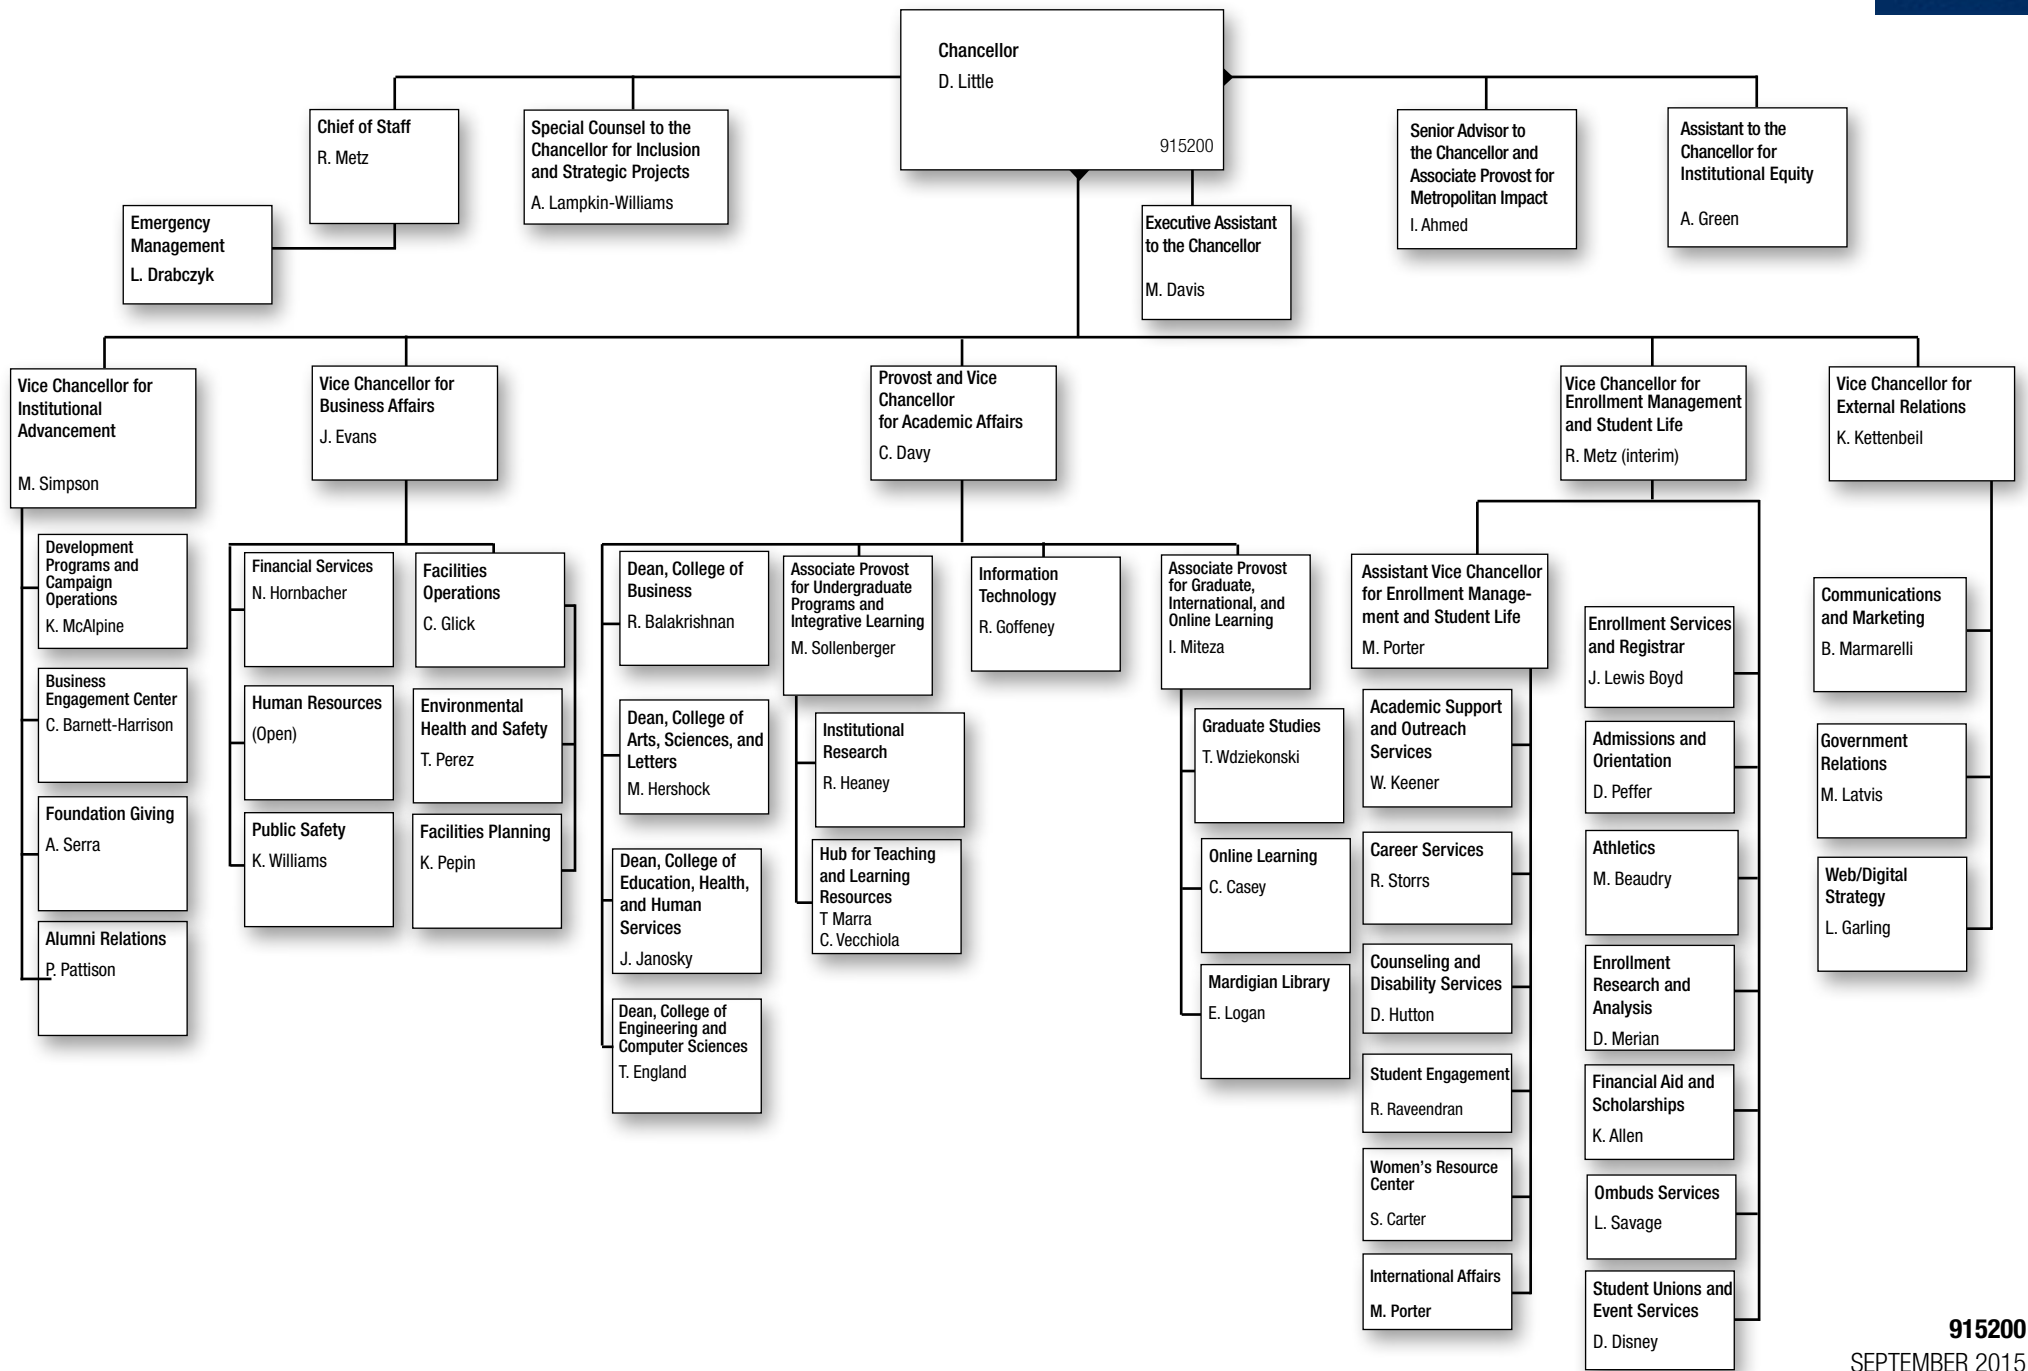 Chancellor
D. Little
915200
Chief of Staff
R. Metz
Special Counsel to the
Chancellor for Inclusion
and Strategic Projects
A. Lampkin-Williams
Senior Advisor to
the Chancellor and
Associate Provost for
Metropolitan Impact
I. Ahmed
Assistant to the
Chancellor for
Institutional Equity
A. Green
Emergency
Management
L. Drabczyk
Executive Assistant
to the Chancellor
M. Davis
Vice Chancellor for
Institutional
Advancement
M. Simpson
Vice Chancellor for
Business Affairs
J. Evans
Provost and Vice
Chancellor
for Academic Affairs
C. Davy
Vice Chancellor for
Enrollment Management
and Student Life
R. Metz (interim)
Vice Chancellor for
External Relations
K. Kettenbeil
Development
Programs and
Campaign
Operations
K. McAlpine
Business
Engagement Center
C. Barnett-Harrison
Foundation Giving
A. Serra
Alumni Relations
P. Pattison
Financial Services
N. Hornbacher
Human Resources
(Open)
Public Safety
K. Williams
Facilities
Operations
C. Glick
Environmental
Health and Safety
T. Perez
Facilities Planning
K. Pepin
Dean, College of
Business
R. Balakrishnan
Dean, College of
Arts, Sciences, and
Letters
M. Hershock
Dean, College of
Education, Health,
and Human
Services
J. Janosky
Dean, College of
Engineering and
Computer Sciences
T. England
Associate Provost
for Undergraduate
Programs and
Integrative Learning
M. Sollenberger
Institutional
Research
R. Heaney
Hub for Teaching
and Learning
Resources
T Marra
C. Vecchiola
Information
Technology
R. Goffeney
Associate Provost
for Graduate,
International, and
Online Learning
I. Miteza
Graduate Studies
T. Wdziekonski
Online Learning
C. Casey
Mardigian Library
E. Logan
Assistant Vice Chancellor
for Enrollment Manage-
ment and Student Life
M. Porter
Academic Support
and Outreach
Services
W. Keener
Career Services
R. Storrs
Counseling and
Disability Services
D. Hutton
Student Engagement
R. Raveendran
Women's Resource
Center
S. Carter
International Affairs
M. Porter
Enrollment Services
and Registrar
J. Lewis Boyd
Admissions and
Orientation
D. Peffer
Athletics
M. Beaudry
Enrollment
Research and
Analysis
D. Merian
Financial Aid and
Scholarships
K. Allen
Ombuds Services
L. Savage
Student Unions and
Event Services
D. Disney
Communications
and Marketing
B. Marmarelli
Government
Relations
M. Latvis
Web/Digital
Strategy
L. Garling
915200
SEPTEMBER 2015